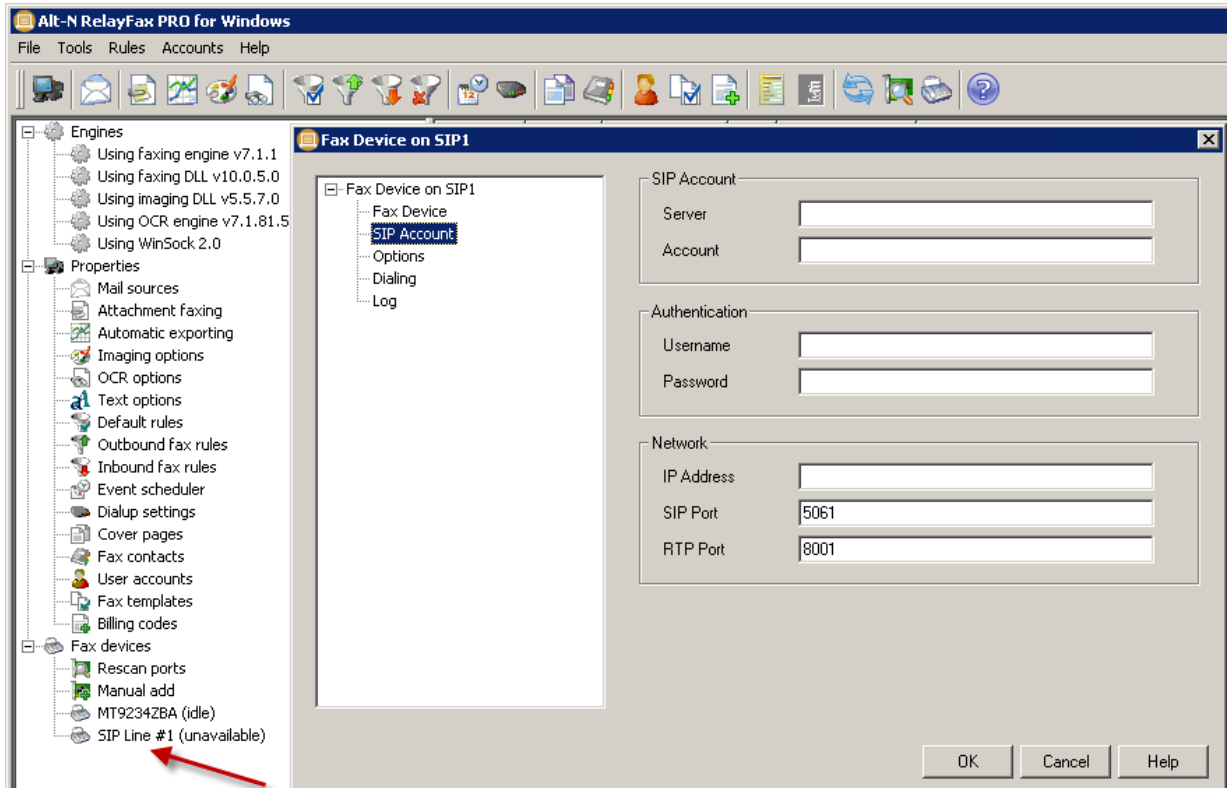 Alt-N RelayFax PRO for Windows
File Tools Rules Accounts Help
Engines
Using faxing engine v7.1.1
Using faxing DLL v10.0.5.0
Using imaging DLL v5.5.7.0
Using OCR engine v7.1.81.5
Using WinSock 2.0
Properties
Mail sources
Attachment faxing
Automatic exporting
Imaging options
OCR options
Text options
Default rules
Outbound fax rules
Inbound fax rules
Event scheduler
Dialup settings
Cover pages
Fax contacts
User accounts
Fax templates
Billing codes
Fax devices
Rescan ports
Manual add
MT9234ZBA (idle)
SIP Line #1 (unavailable)
Fax Device on SIP1
Fax Device on SIP1
Fax Device
SIP Account
Options
Dialing
Log
SIP Account
Server
Account
Authentication
Username
Password
Network
IP Address
SIP Port 5061
RTP Port 8001
OK Cancel Help